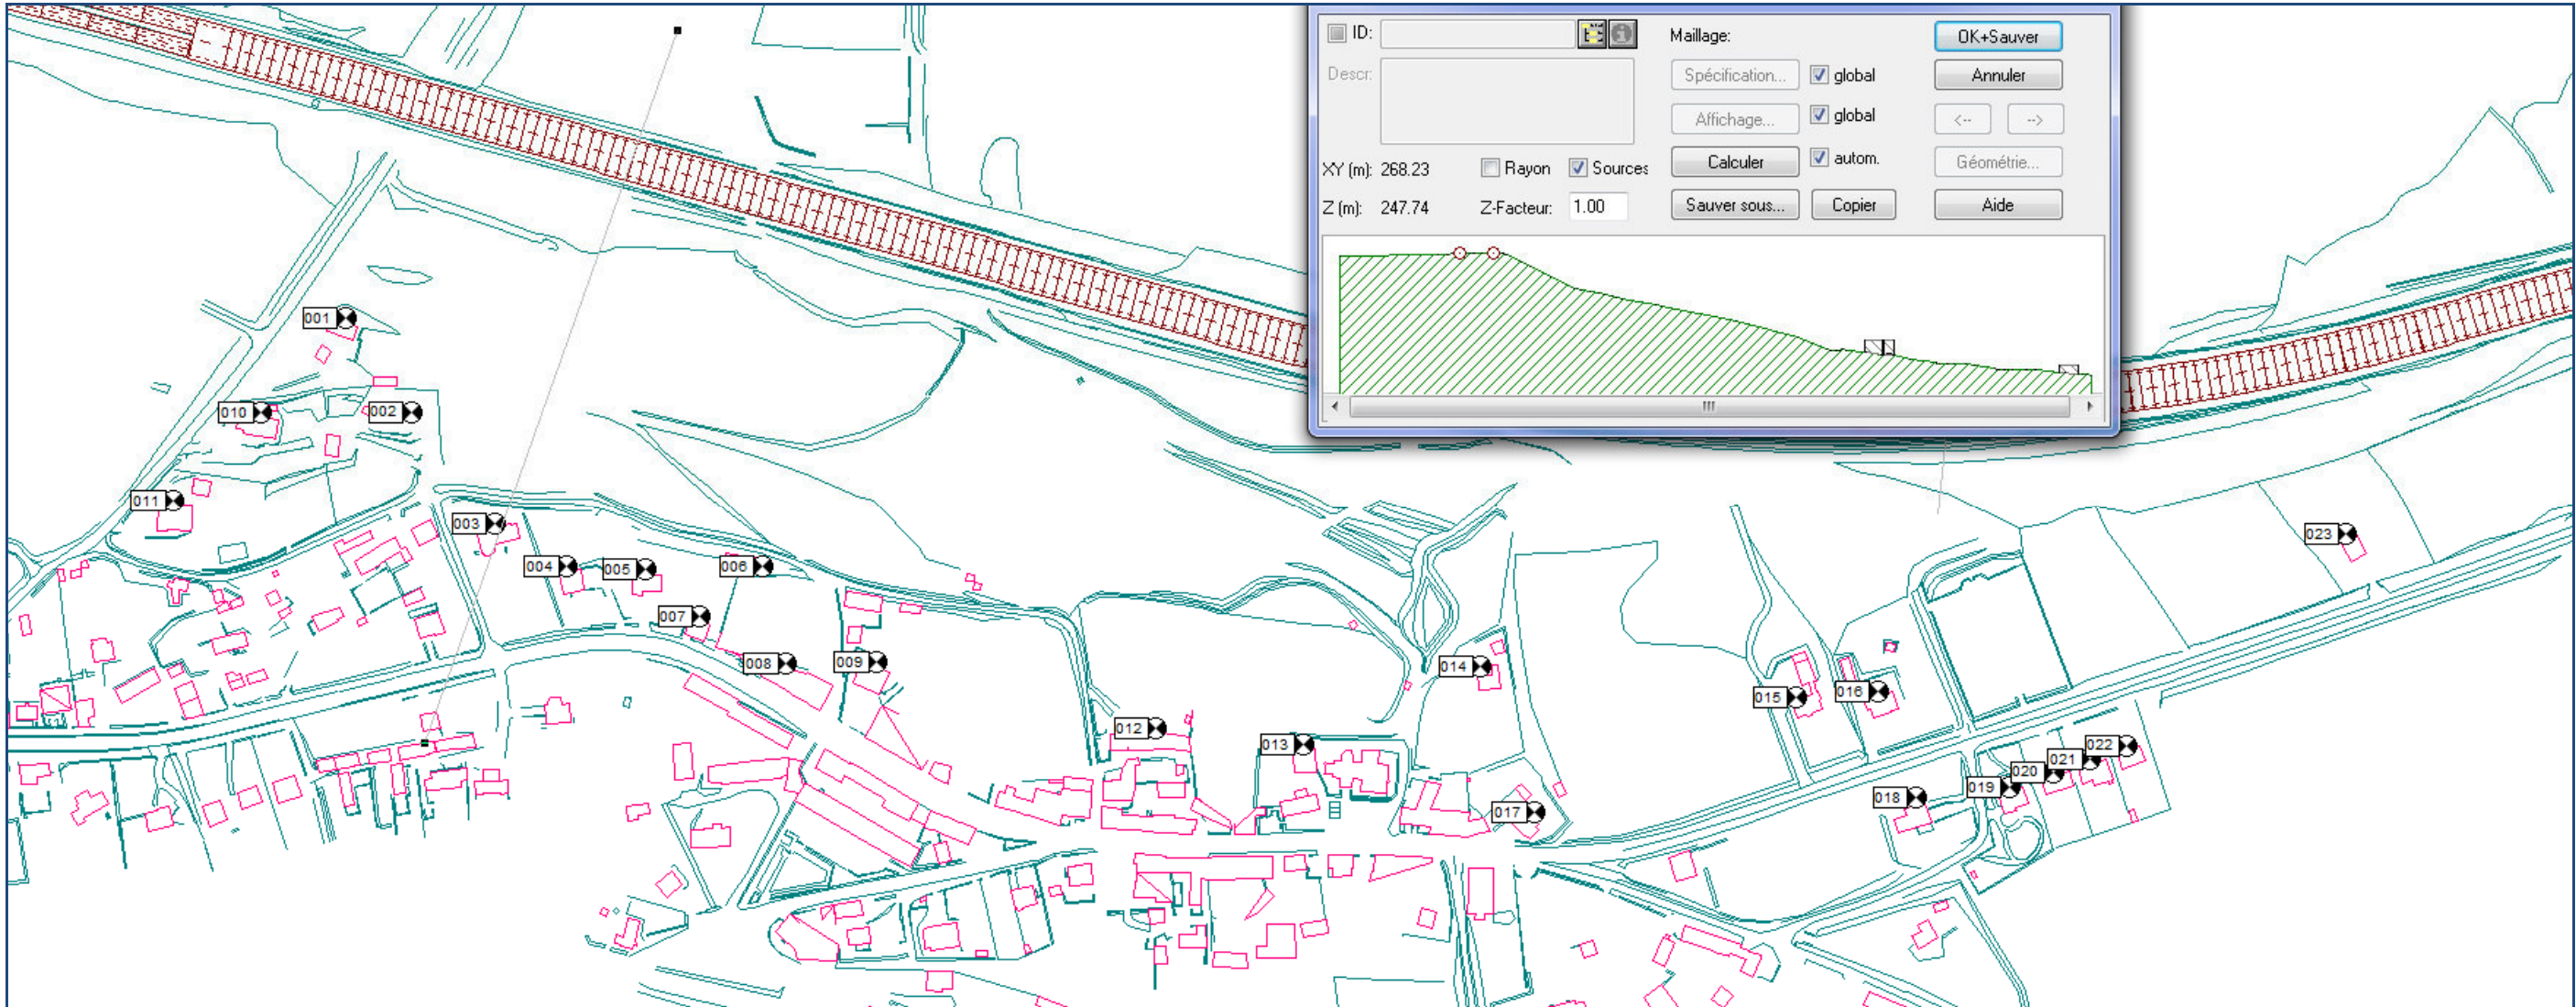 ID:
Maillage:
OK+Sauver
Descr:
Spécification...
global
Annuler
Affichage...
global
<--
-->
XY (m): 268.23
Rayon
Sources
Calculer
autom.
Géométrie...
Z (m): 247.74
Z-Facteur: 1.00
Sauver sous...
Copier
Aide
001
010
002
011
003
004
005
006
007
008
009
012
013
014
015
016
017
018
019
020
021
022
023